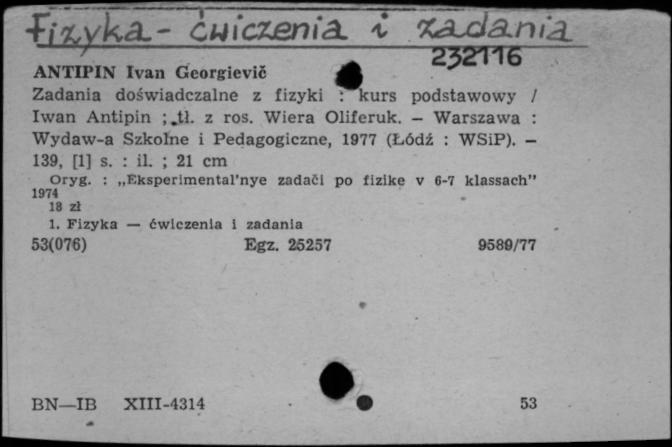 Fizyka - ćwiczenia i zadania
232116
ANTIPIN Ivan Georgievič
Zadania doświadczalne z fizyki : kurs podstawowy /
Iwan Antipin ; tł. z ros. Wiera Oliferuk. — Warszawa :
Wydaw-a Szkolne i Pedagogiczne, 1977 (Łódź : WSiP). —
139, [1] s. : il. ; 21 cm
Oryg. : „Eksperimental'nye zadači po fizike v 6-7 klassach"
1974
18 zł
1. Fizyka — ćwiczenia i zadania
53(076) Egz. 25257 9589/77
BN—IB XIII-4314 53